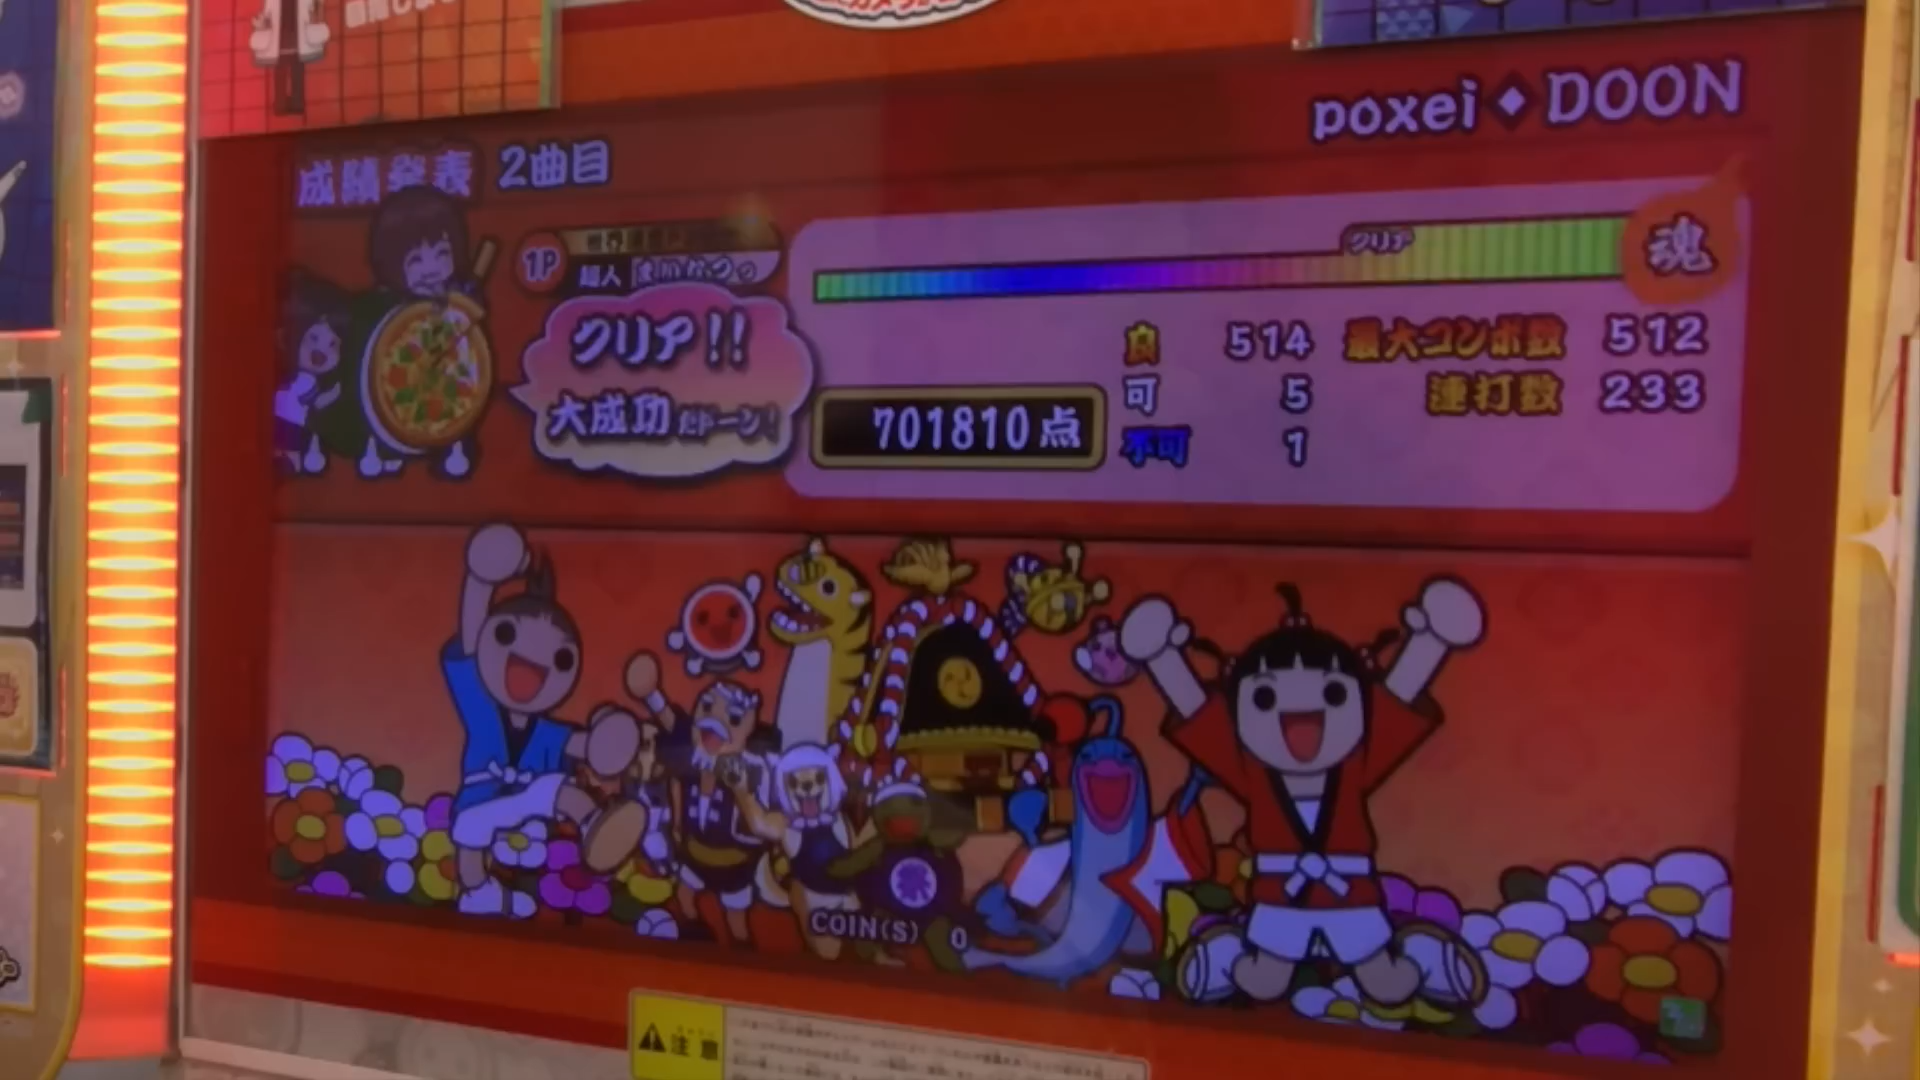 poxei◆DOON
成績発表 2曲目
1P
超人
クリア!!
大成功だドーン!
クリア
魂
701810点
良 514
可 5
不可 1
最大コンボ数 512
連打数 233
祭
COIN(S) 0
注意